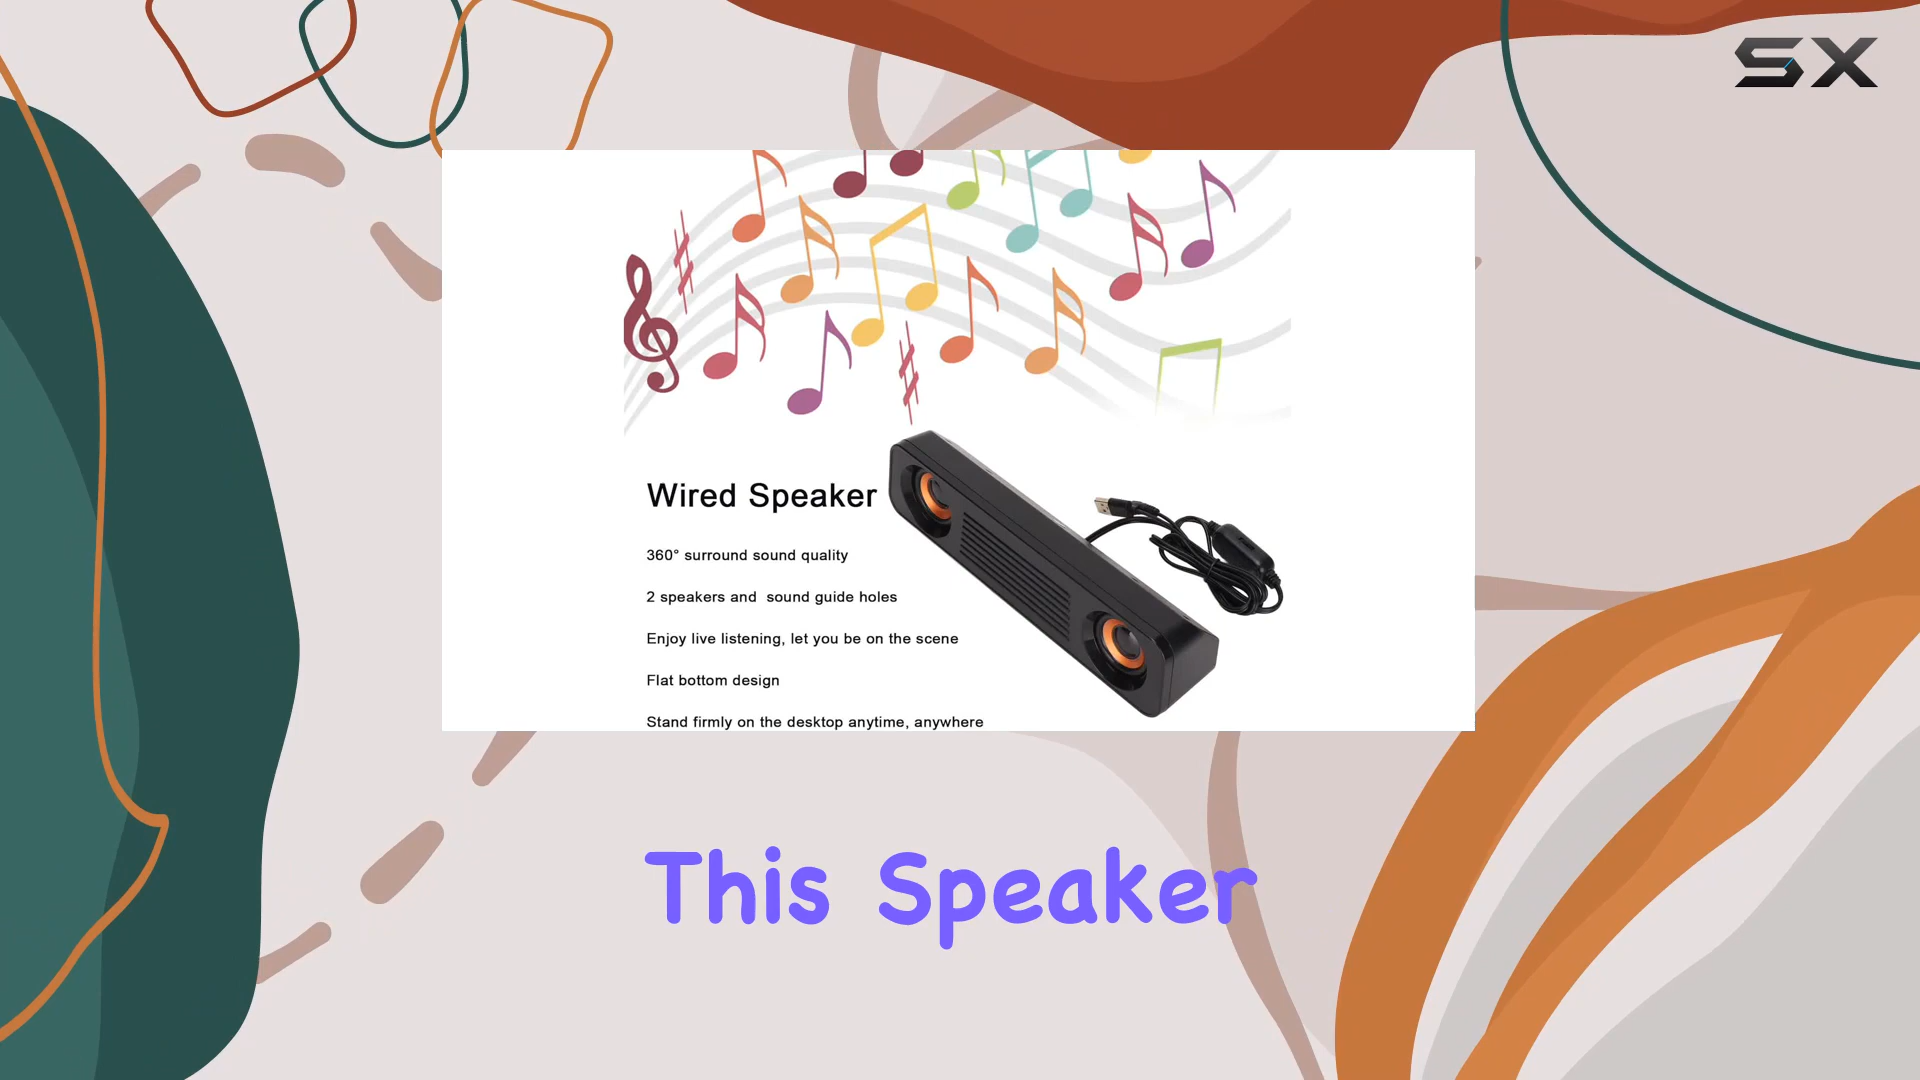 SX
Wired Speaker
360° surround sound quality
2 speakers and  sound guide holes
Enjoy live listening, let you be on the scene
Flat bottom design
Stand firmly on the desktop anytime, anywhere
This Speaker